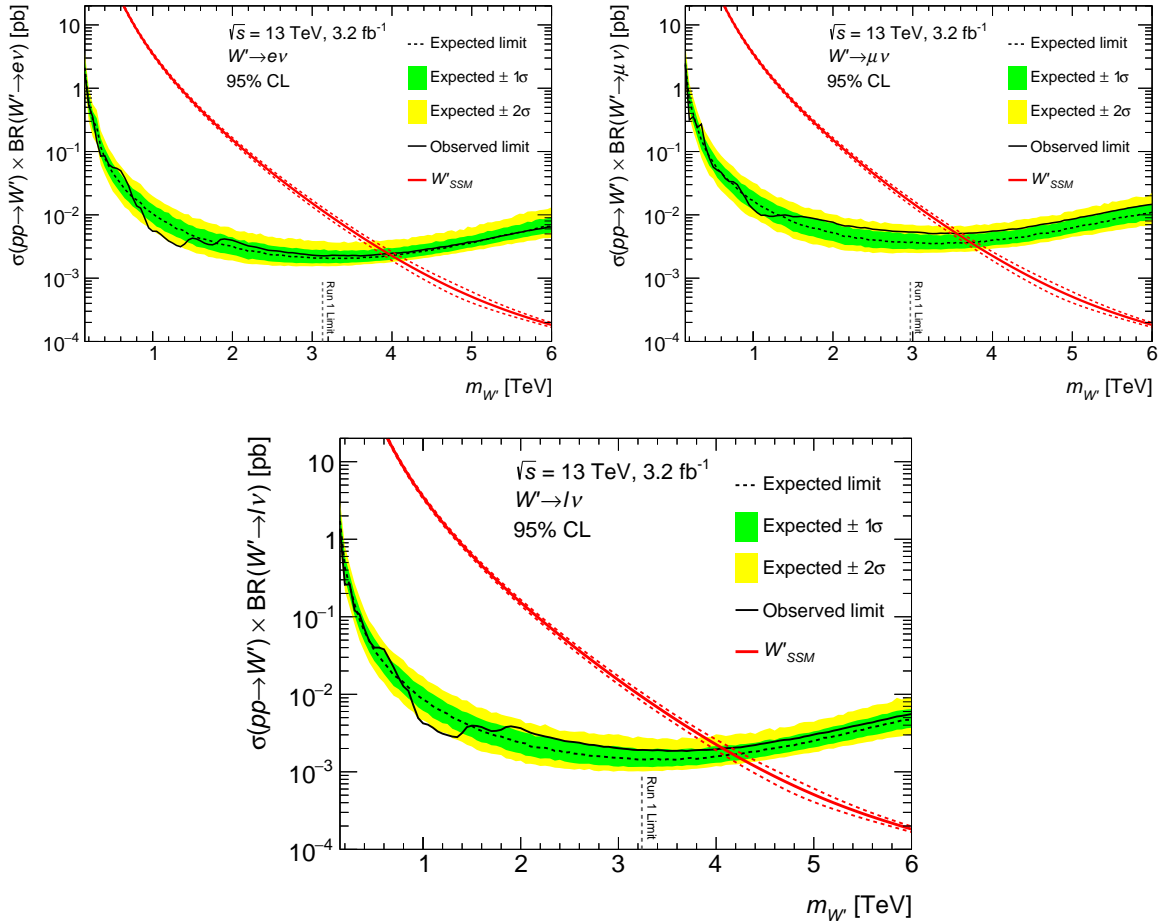 σ(pp→W′) × BR(W′→eν) [pb]
10
1
10⁻¹
10⁻²
10⁻³
10⁻⁴
√s = 13 TeV, 3.2 fb⁻¹
W′→eν
95% CL
Expected limit
Expected ± 1σ
Expected ± 2σ
Observed limit
W′SSM
Run 1 Limit
1 2 3 4 5 6
mW′ [TeV]
σ(pp→W′) × BR(W′→μν) [pb]
10
1
10⁻¹
10⁻²
10⁻³
10⁻⁴
√s = 13 TeV, 3.2 fb⁻¹
W′→μν
95% CL
Expected limit
Expected ± 1σ
Expected ± 2σ
Observed limit
W′SSM
Run 1 Limit
1 2 3 4 5 6
mW′ [TeV]
σ(pp→W′) × BR(W′→lν) [pb]
10
1
10⁻¹
10⁻²
10⁻³
10⁻⁴
√s = 13 TeV, 3.2 fb⁻¹
W′→lν
95% CL
Expected limit
Expected ± 1σ
Expected ± 2σ
Observed limit
W′SSM
Run 1 Limit
1 2 3 4 5 6
mW′ [TeV]